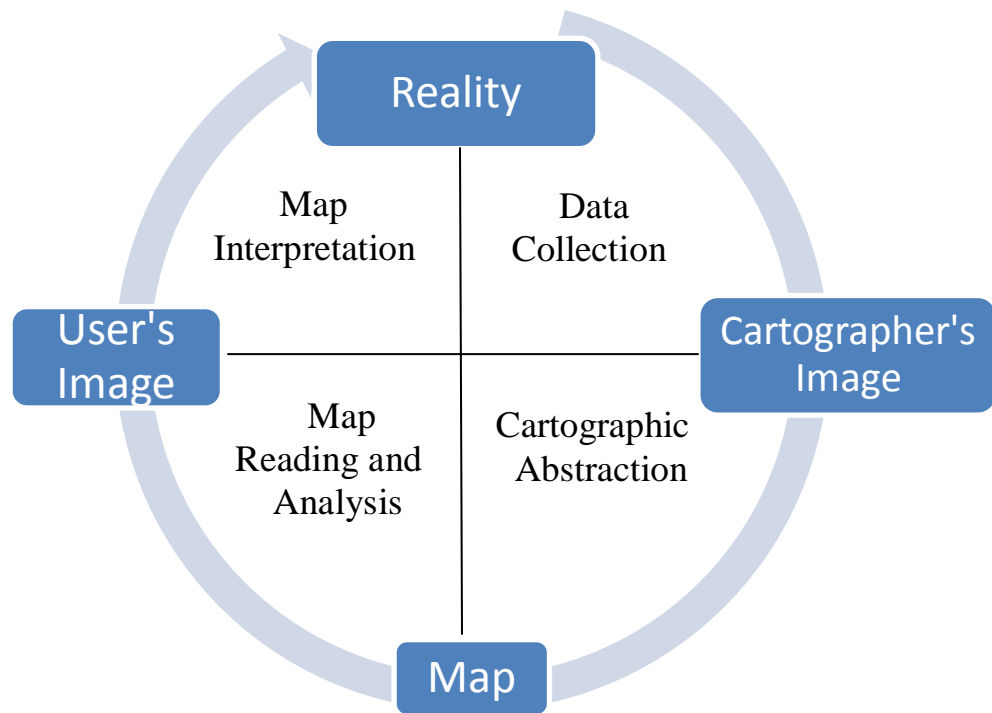 Reality
Map
Interpretation
Data
Collection
User's
Image
Cartographer's
Image
Map
Reading and
Analysis
Cartographic
Abstraction
Map